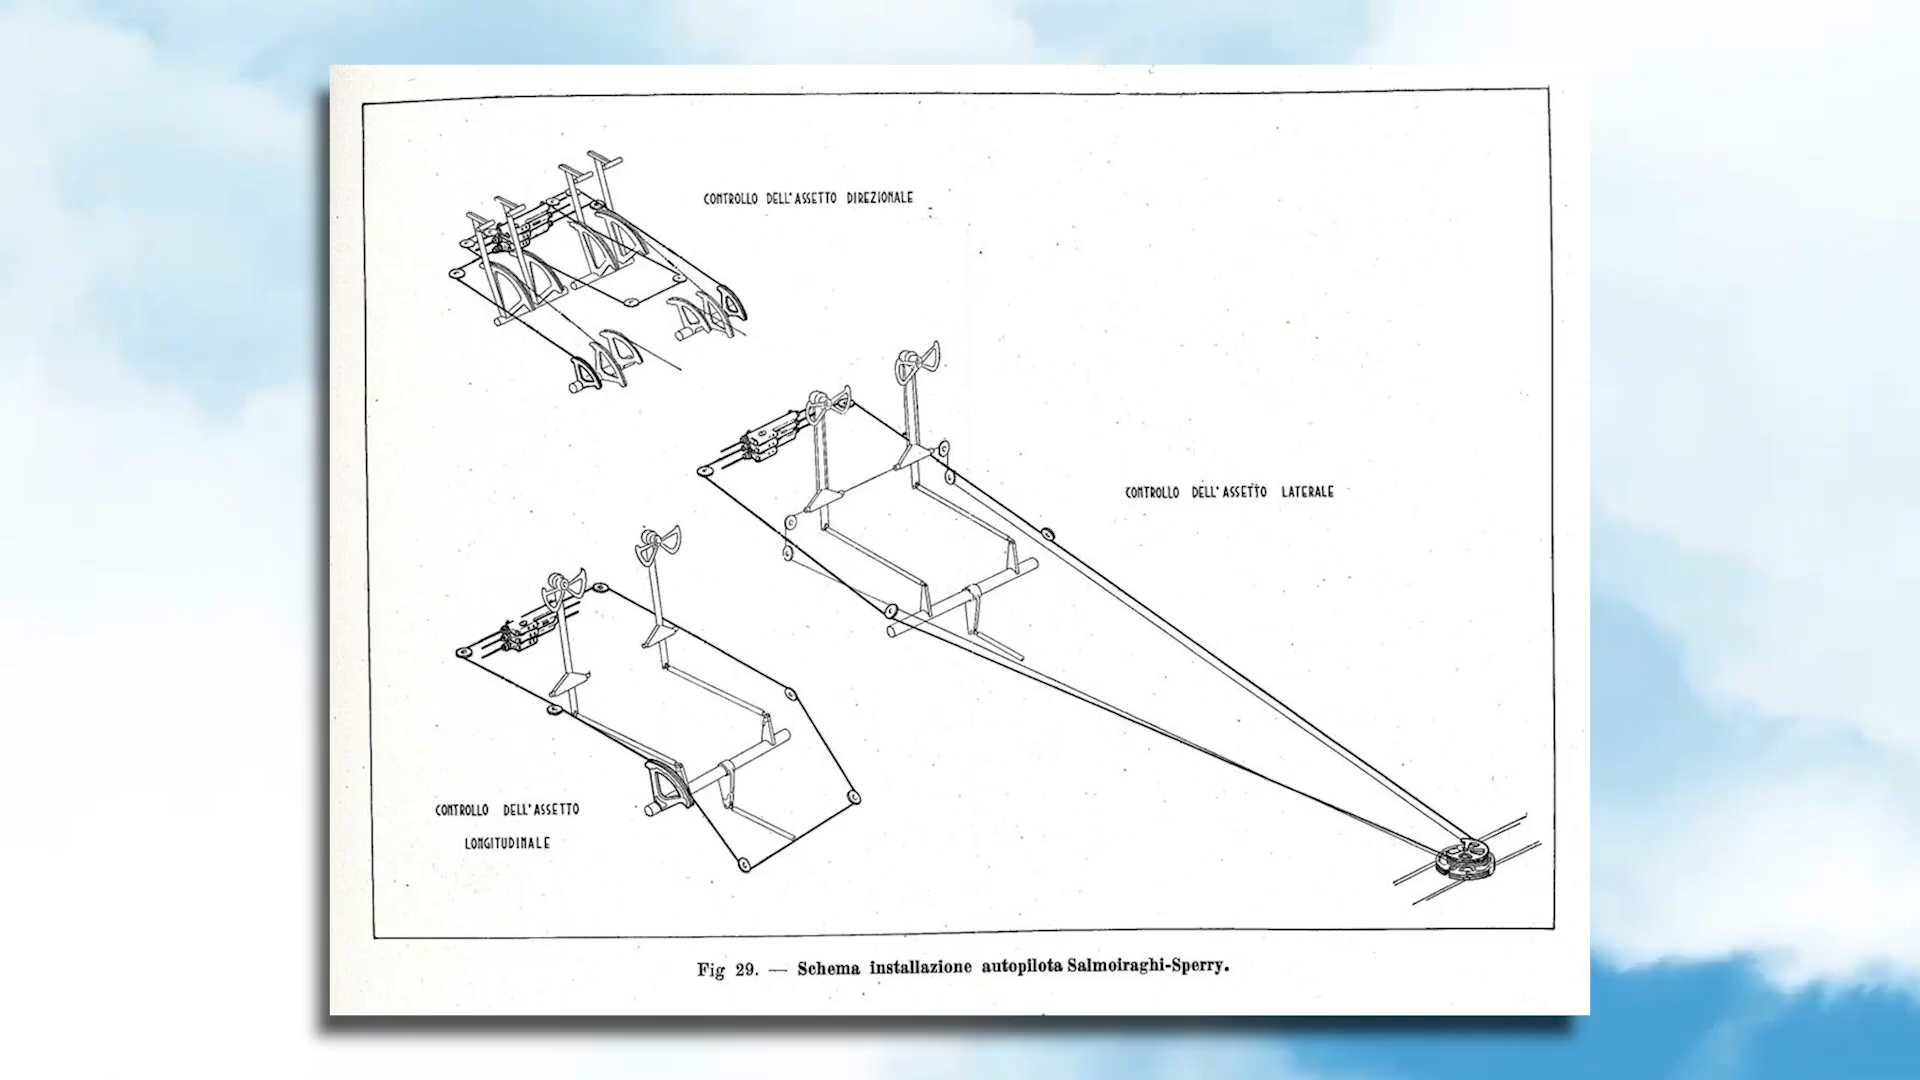 CONTROLLO DELL'ASSETTO DIREZIONALE
CONTROLLO DELL'ASSETTO LATERALE
CONTROLLO DELL'ASSETTO
LONGITUDINALE
Fig 29. — Schema installazione autopilota Salmoiraghi-Sperry.